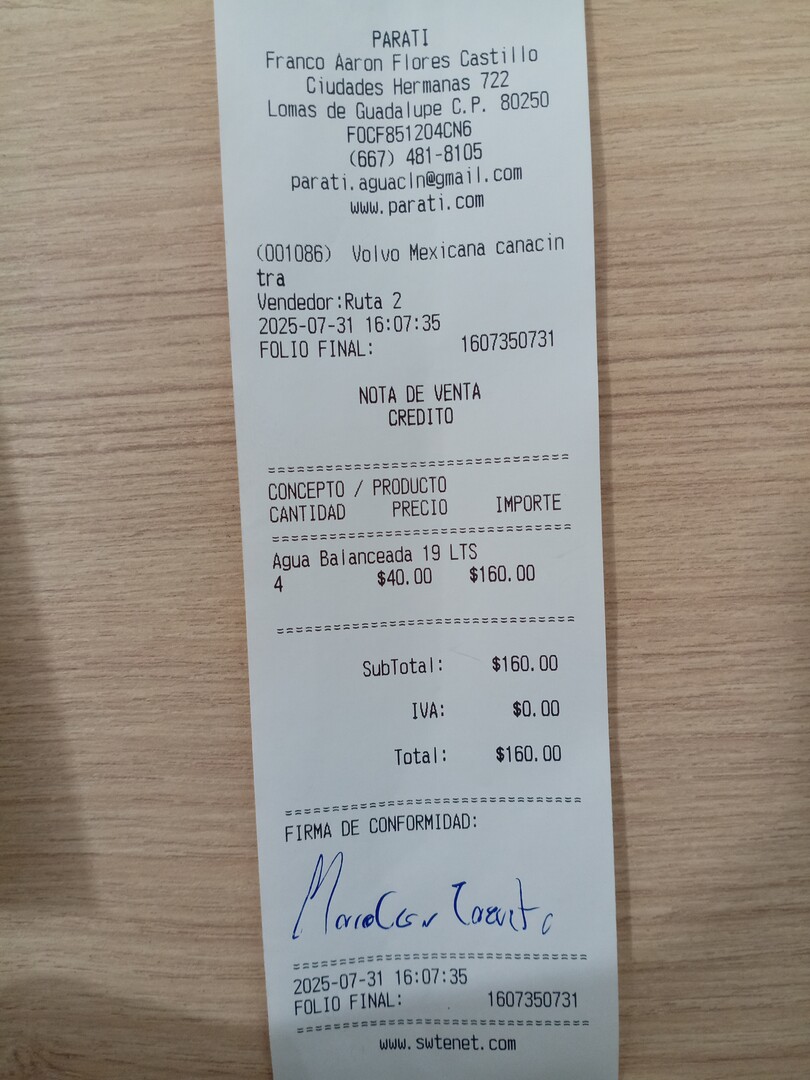 PARATI
Franco Aaron Flores Castillo
Ciudades Hermanas 722
Lomas de Guadalupe C.P. 80250
FOCF851204CN6
(667) 481-8105
parati.aguacln@gmail.com
www.parati.com
(001086) Volvo Mexicana canacin
tra
Vendedor:Ruta 2
2025-07-31 16:07:35
FOLIO FINAL: 1607350731
NOTA DE VENTA
CREDITO
==============================
CONCEPTO / PRODUCTO
CANTIDAD PRECIO IMPORTE
==============================
Agua Balanceada 19 LTS
4 $40.00 $160.00
==============================
SubTotal: $160.00
IVA: $0.00
Total: $160.00
==============================
FIRMA DE CONFORMIDAD:
==============================
2025-07-31 16:07:35
FOLIO FINAL: 1607350731
==============================
www.swtenet.com